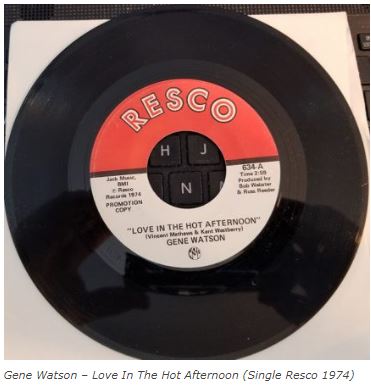 RESCO
Jack Music,
BMI
℗ Resco
Records 1974
PROMOTION
COPY
H J
N
634-A
Time 2:59
Produced by
Bob Webster
& Russ Reeder
"LOVE IN THE HOT AFTERNOON"
(Vincent Mathews & Kent Westberry)
GENE WATSON
Gene Watson – Love In The Hot Afternoon (Single Resco 1974)